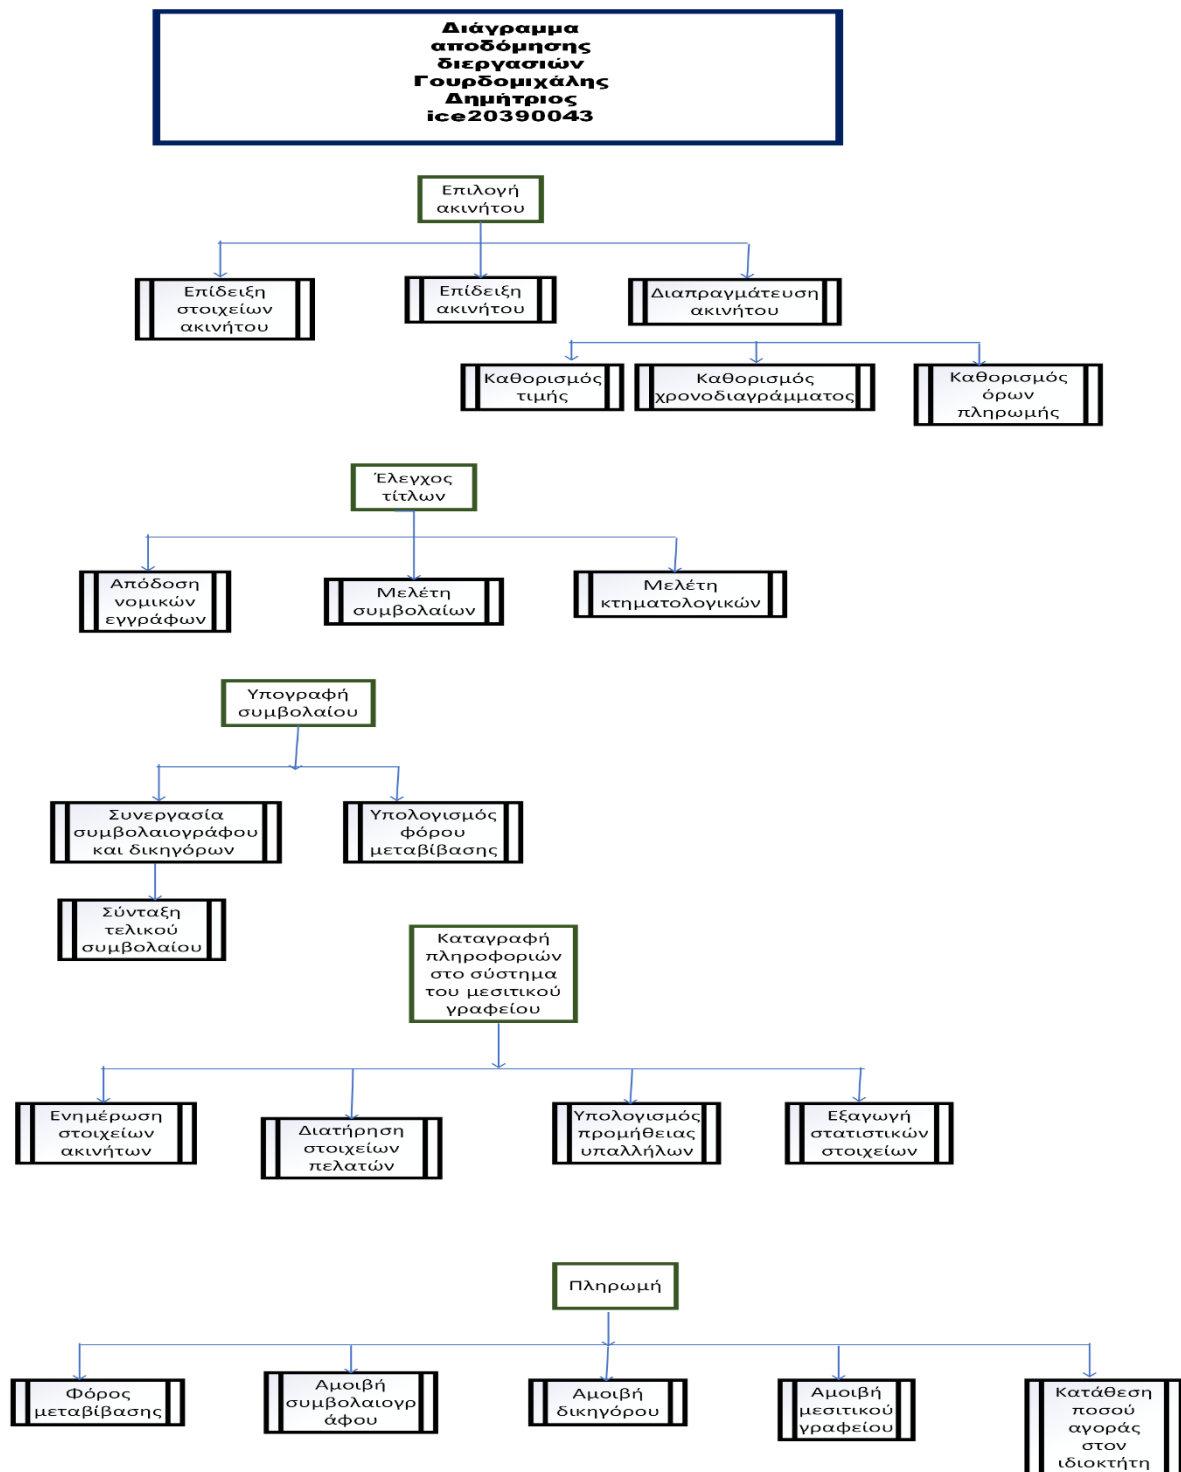 Διάγραμμα
αποδόμησης
διεργασιών
Γουρδομιχάλης
Δημήτριος
ice20390043
Επιλογή
ακινήτου
Επίδειξη
στοιχείων
ακινήτου
Επίδειξη
ακινήτου
Διαπραγμάτευση
ακινήτου
Καθορισμός
τιμής
Καθορισμός
χρονοδιαγράμματος
Καθορισμός
όρων
πληρωμής
Έλεγχος
τίτλων
Απόδοση
νομικών
εγγράφων
Μελέτη
συμβολαίων
Μελέτη
κτηματολογικών
Υπογραφή
συμβολαίου
Συνεργασία
συμβολαιογράφου
και δικηγόρων
Υπολογισμός
φόρου
μεταβίβασης
Σύνταξη
τελικού
συμβολαίου
Καταγραφή
πληροφοριών
στο σύστημα
του μεσιτικού
γραφείου
Ενημέρωση
στοιχείων
ακινήτων
Διατήρηση
στοιχείων
πελατών
Υπολογισμός
προμήθειας
υπαλλήλων
Εξαγωγή
στατιστικών
στοιχείων
Πληρωμή
Φόρος
μεταβίβασης
Αμοιβή
συμβολαιογρ
άφου
Αμοιβή
δικηγόρου
Αμοιβή
μεσιτικού
γραφείου
Κατάθεση
ποσού
αγοράς
στον
ιδιοκτήτη